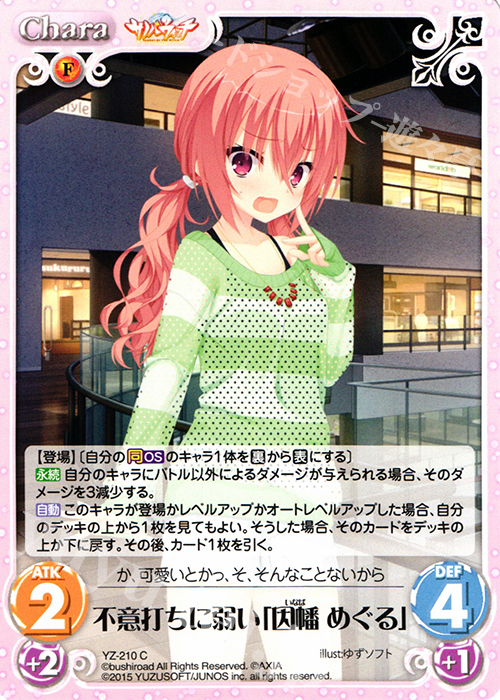 Chara
サノバウィッチ
F
【登場】〔自分の同OSのキャラ1体を裏から表にする〕
永続 自分のキャラにバトル以外によるダメージが与えられる場合、そのダ
メージを3減少する。
自動 このキャラが登場かレベルアップかオートレベルアップした場合、自分
のデッキの上から1枚を見てもよい。そうした場合、そのカードをデッキの
上か下に戻す。その後、カード1枚を引く。
か、可愛いとかっ、そ、そんなことないから
ATK
2
+2
いなば
不意打ちに弱い「因幡 めぐる」
DEF
4
+1
YZ-210 C
illust:ゆずソフト
©bushiroad All Rights Reserved. ©AXIA
©2015 YUZUSOFT/JUNOS inc. all rights reserved.